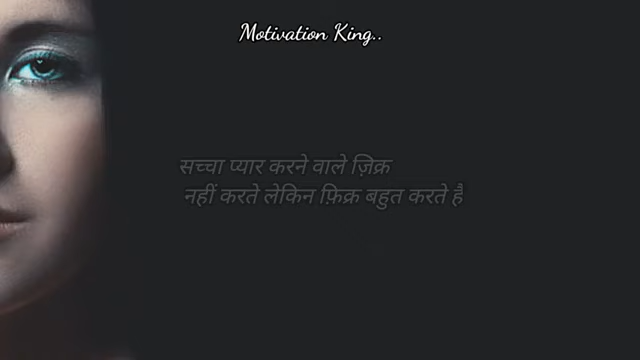 Motivation King..
सच्चा प्यार करने वाले ज़िक्र
नहीं करते लेकिन फ़िक्र बहुत करते है